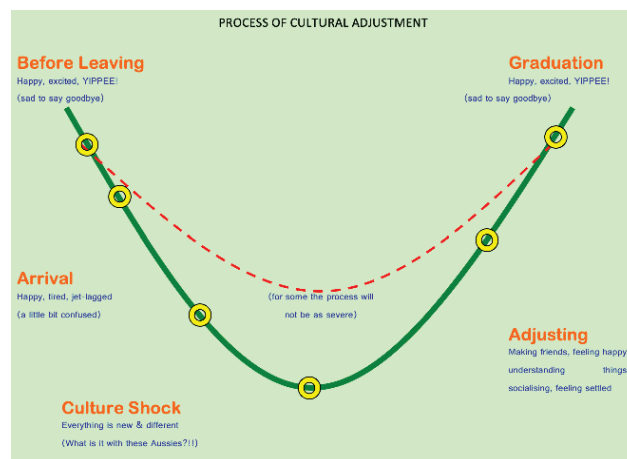 PROCESS OF CULTURAL ADJUSTMENT
Before Leaving
Happy, excited, YIPPEE!
(sad to say goodbye)
Graduation
Happy, excited, YIPPEE!
(sad to say goodbye)
Arrival
Happy, tired, jet-lagged
(a little bit confused)
(for some the process will
not be as severe)
Adjusting
Making friends, feeling happy
understanding things
socialising, feeling settled
Culture Shock
Everything is new & different
(What is it with these Aussies?!!)